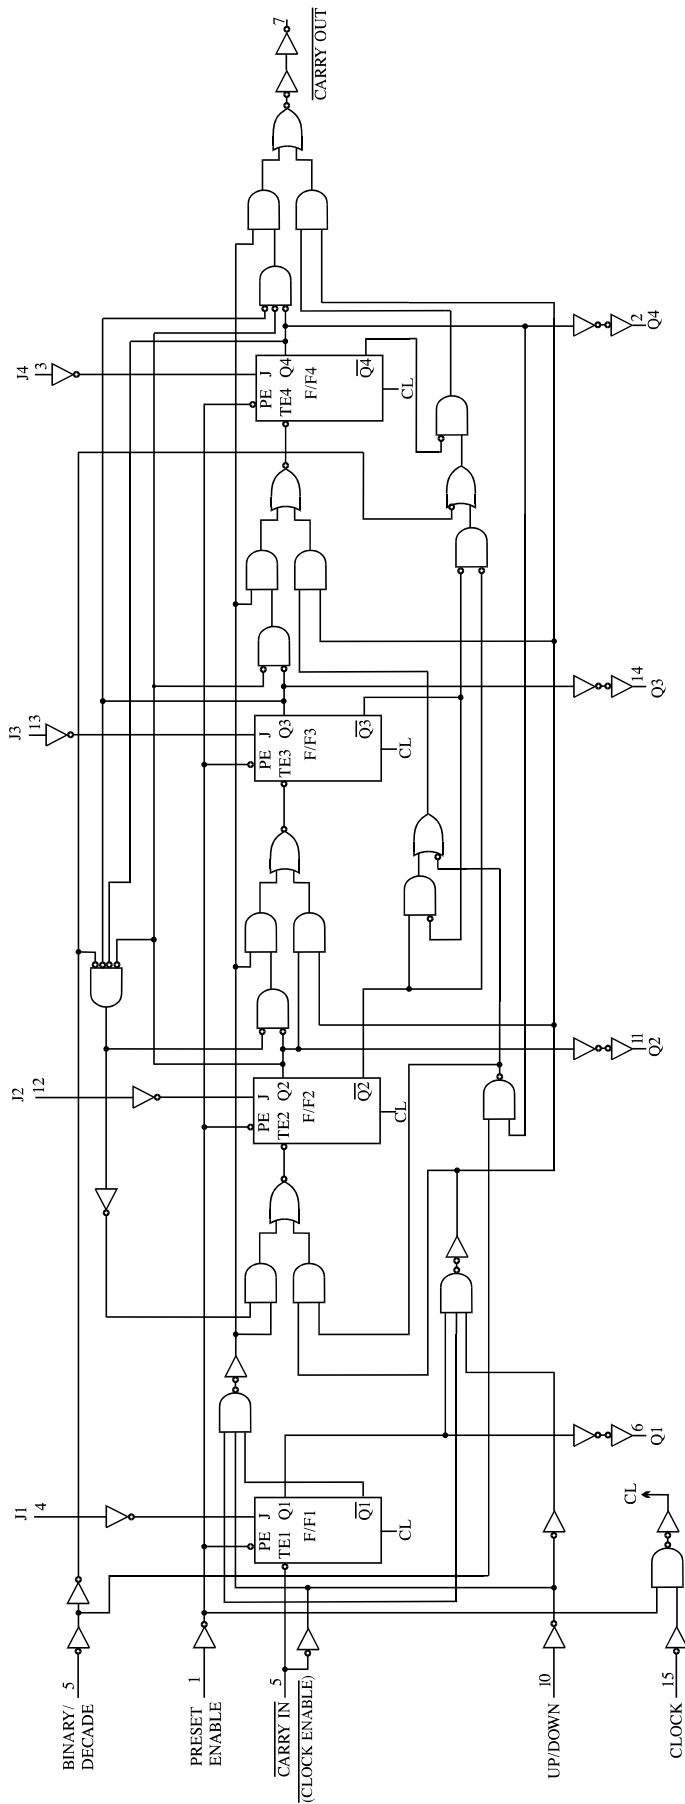 7
CARRY OUT
J4
3
PE
J
TE4
Q4
F/F4
Q4
CL
2
Q4
J3
13
PE
J
TE3
Q3
F/F3
Q3
CL
14
Q3
J2
12
PE
J
TE2
Q2
F/F2
Q2
CL
11
Q2
J1
4
PE
J
TE1
Q1
F/F1
Q1
CL
6
Q1
CL
BINARY/
DECADE
5
PRESET
ENABLE
1
CARRY IN
(CLOCK ENABLE)
5
UP/DOWN
10
CLOCK
15